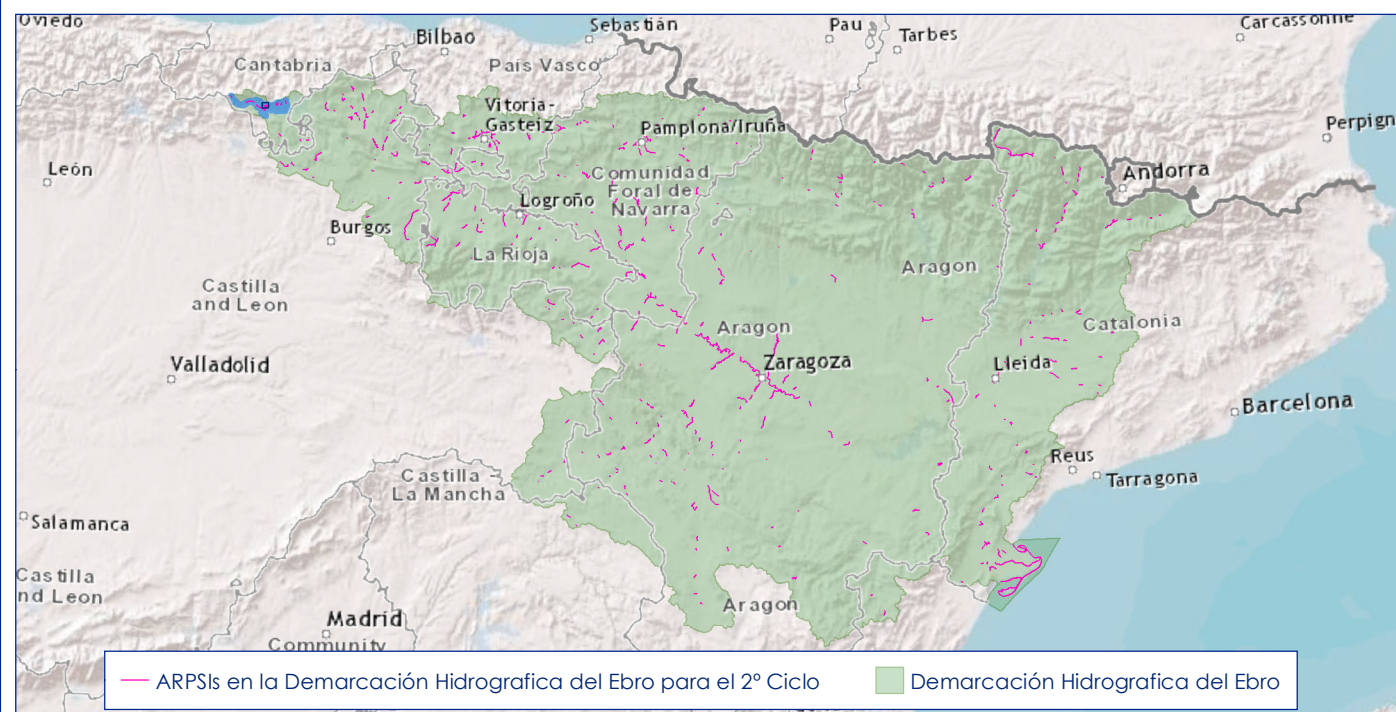 Oviedo
Sebastián
Pau
Carcassonne
Bilbao
Tarbes
Cantabria
País Vasco
Vitoria-
Gasteiz
Pamplona/Iruña
Perpign
León
Andorra
Comunidad
Foral de
Navarra
Logroño
Burgos
La Rioja
Aragon
Castilla
and Leon
Aragon
Catalonia
Valladolid
Zaragoza
Lleida
Barcelona
Reus
Castilla
La Mancha
Tarragona
Salamanca
Castilla
nd Leon
Aragon
Madrid
Community
ARPSIs en la Demarcación Hidrografica del Ebro para el 2º Ciclo
Demarcación Hidrografica del Ebro